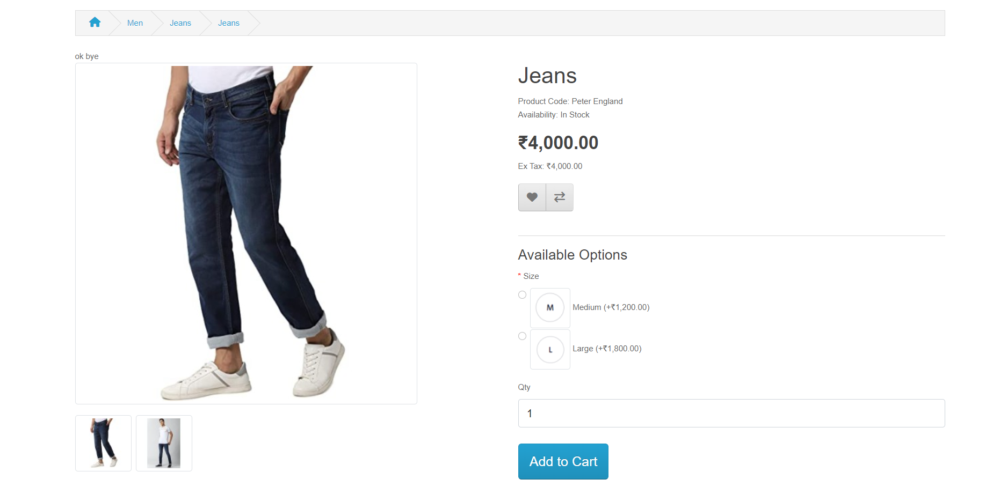 Men
Jeans
Jeans
ok bye
Jeans
Product Code: Peter England
Availability: In Stock
₹4,000.00
Ex Tax: ₹4,000.00
Available Options
* Size
M Medium (+₹1,200.00)
L Large (+₹1,800.00)
Qty
1
Add to Cart